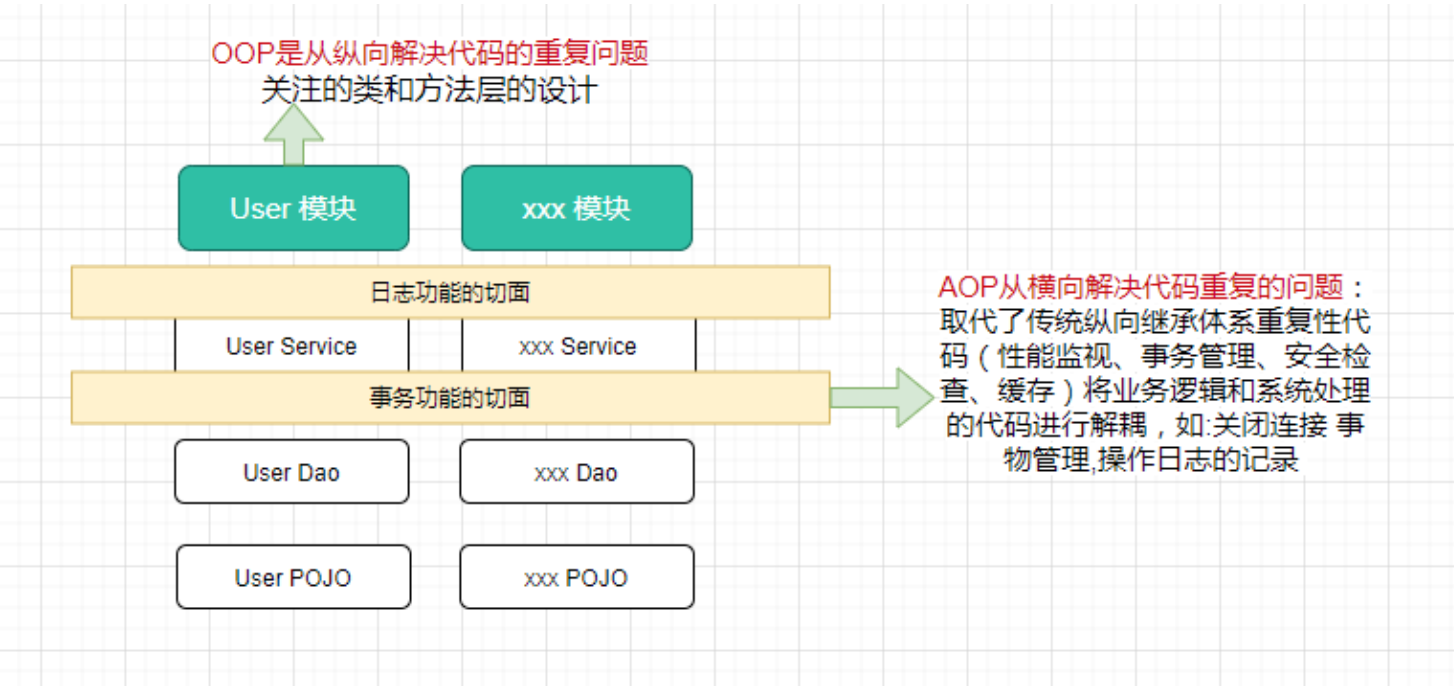 OOP是从纵向解决代码的重复问题
关注的类和方法层的设计
User 模块
xxx 模块
日志功能的切面
User Service
xxx Service
事务功能的切面
User Dao
xxx Dao
User POJO
xxx POJO
AOP从横向解决代码重复的问题：
取代了传统纵向继承体系重复性代
码（性能监视、事务管理、安全检
查、缓存）将业务逻辑和系统处理
的代码进行解耦，如:关闭连接 事
物管理,操作日志的记录